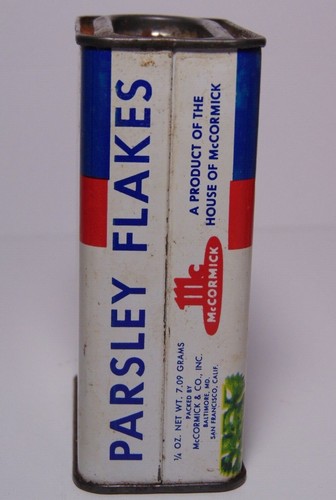 PARSLEY FLAKES
¼ OZ. NET WT. 7.09 GRAMS
PACKED BY
McCORMICK & CO., INC.
BALTIMORE, MD.
SAN FRANCISCO, CALIF.
Mc
McCORMICK
A PRODUCT OF THE
HOUSE OF McCORMICK